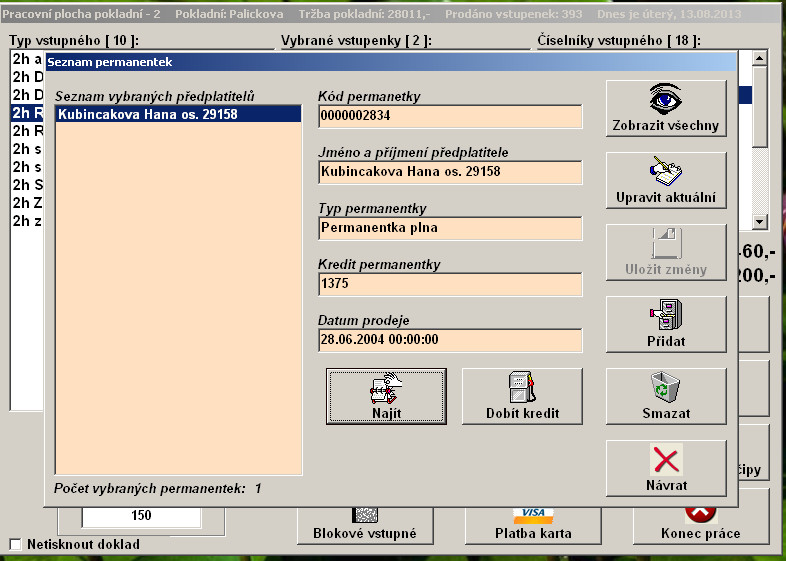 Pracovní plocha pokladní - 2 Pokladní: Palickova Tržba pokladní: 28011,- Prodáno vstupenek: 393 Dnes je úterý, 13.08.2013
Typ vstupného [ 10 ]: Vybrané vstupenky [ 2 ]: Číselníky vstupného [ 18 ]:
2h a
2h D
2h D
2h R
2h R
2h s
2h s
2h S
2h Z
2h z
Seznam permanentek
Seznam vybraných předplatitelů
Kubincakova Hana os. 29158
Počet vybraných permanentek: 1
Kód permanetky
0000002834
Jméno a příjmení předplatitele
Kubincakova Hana os. 29158
Typ permanentky
Permanentka plna
Kredit permanentky
1375
Datum prodeje
28.06.2004 00:00:00
Najít
Dobít kredit
Zobrazit všechny
Upravit aktuální
Uložit změny
Přidat
Smazat
Návrat
60,-
200,-
čipy
150
Netisknout doklad
Blokové vstupné
VISA
Platba karta
Konec práce